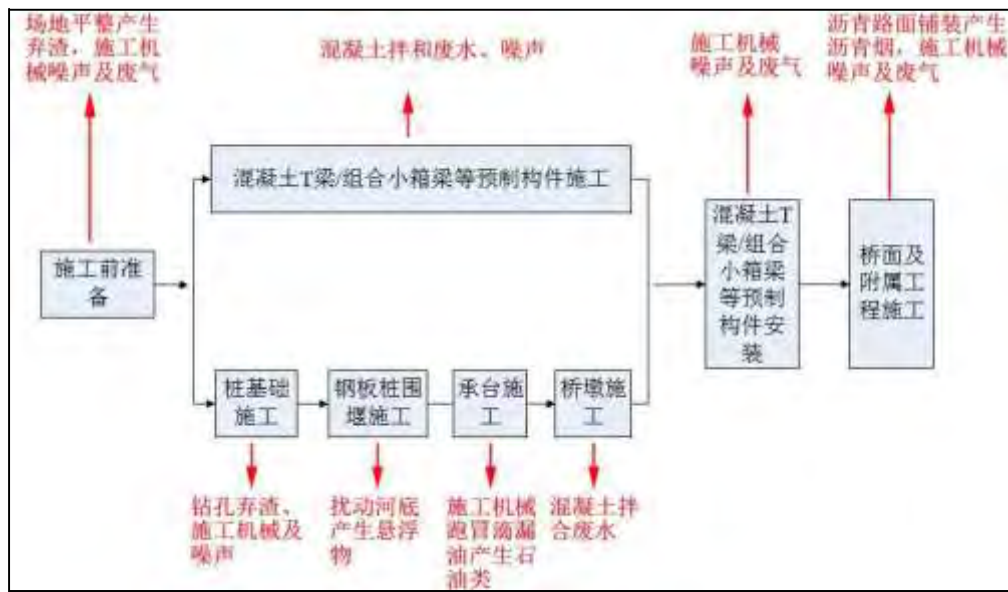 场地平整产生
弃渣，施工机
械噪声及废气
混凝土拌和废水、噪声
施工机械
噪声及废气
沥青路面铺装产生
沥青烟，施工机械
噪声及废气
混凝土T梁/组合小箱梁等预制构件施工
施工前准
备
混凝土T
梁/组合
小箱梁
等预制
构件安
装
桥面及
附属工
程施工
桩基础
施工
钢板桩围
堰施工
承台施
工
桥墩施
工
钻孔弃渣、
施工机械及
噪声
扰动河底
产生悬浮
物
施工机械
跑冒滴漏
油产生石
油类
混凝土拌
合废水